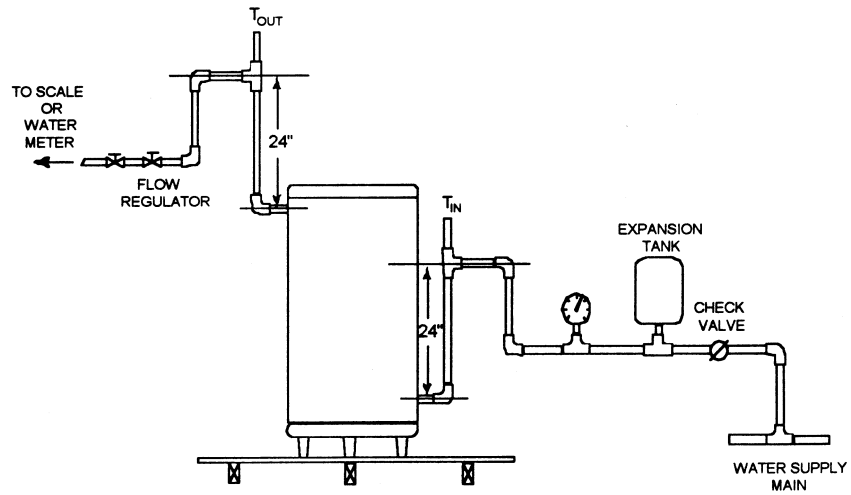 T_OUT
TO SCALE
OR
WATER
METER
24"
FLOW
REGULATOR
T_IN
EXPANSION
TANK
CHECK
VALVE
24"
WATER SUPPLY
MAIN